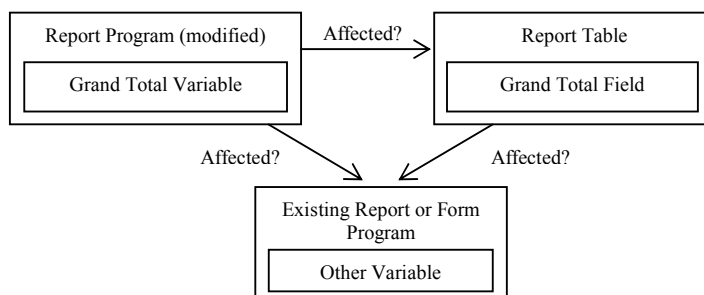 Report Program (modified)
Affected?
Report Table
Grand Total Variable
Grand Total Field
Affected?
Affected?
Existing Report or Form
Program
Other Variable